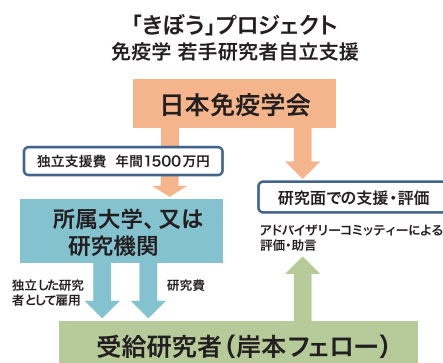 「きぼう」プロジェクト
免疫学 若手研究者自立支援
日本免疫学会
独立支援費 年間1500万円
研究面での支援・評価
アドバイザリーコミッティーによる
評価・助言
所属大学、又は
研究機関
独立した研究
者として雇用
研究費
受給研究者（岸本フェロー）